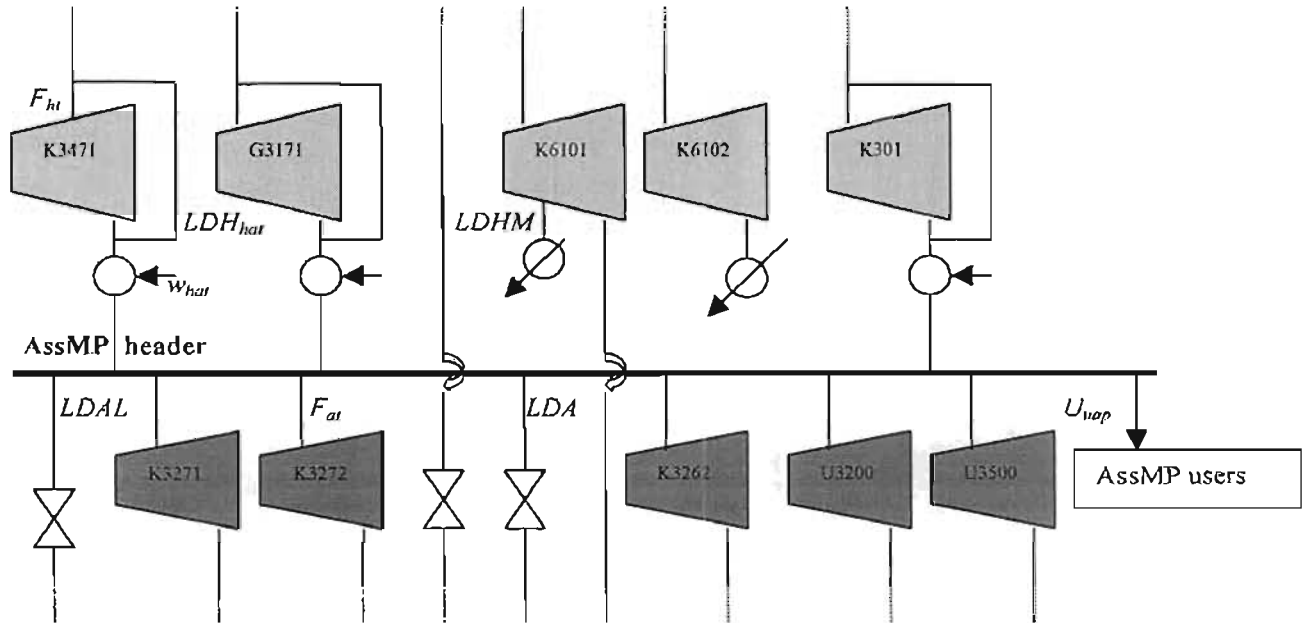 F_ht
K3471
G3171
K6101
K6102
K301
LDH_hat
LDHM
w_hat
AssMP header
LDAL
F_at
LDA
U_vap
K3271
K3272
K3262
U3200
U3500
AssMP users